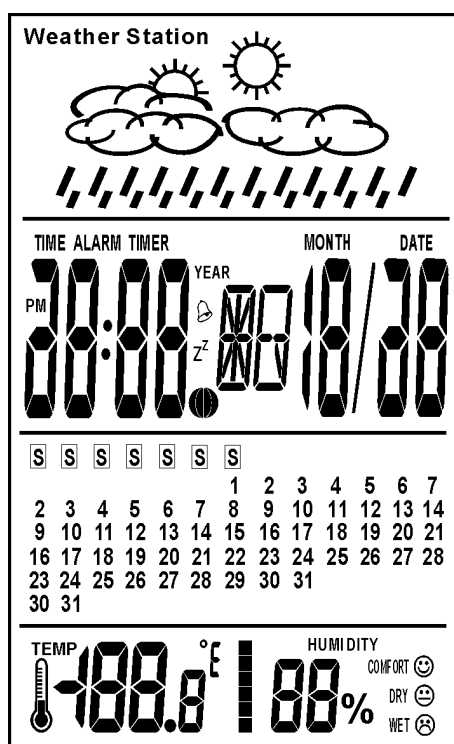 Weather Station
TIME ALARM TIMER MONTH DATE
YEAR
PM 28:88 18/28
Zz
S S S S S S S
1 2 3 4 5 6 7
2 3 4 5 6 7 8 9 10 11 12 13 14
9 10 11 12 13 14 15 16 17 18 19 20 21
16 17 18 19 20 21 22 23 24 25 26 27 28
23 24 25 26 27 28 29 30 31
30 31
TEMP HUMIDITY
-188.8 °E 88%
COMFORT
DRY
WET